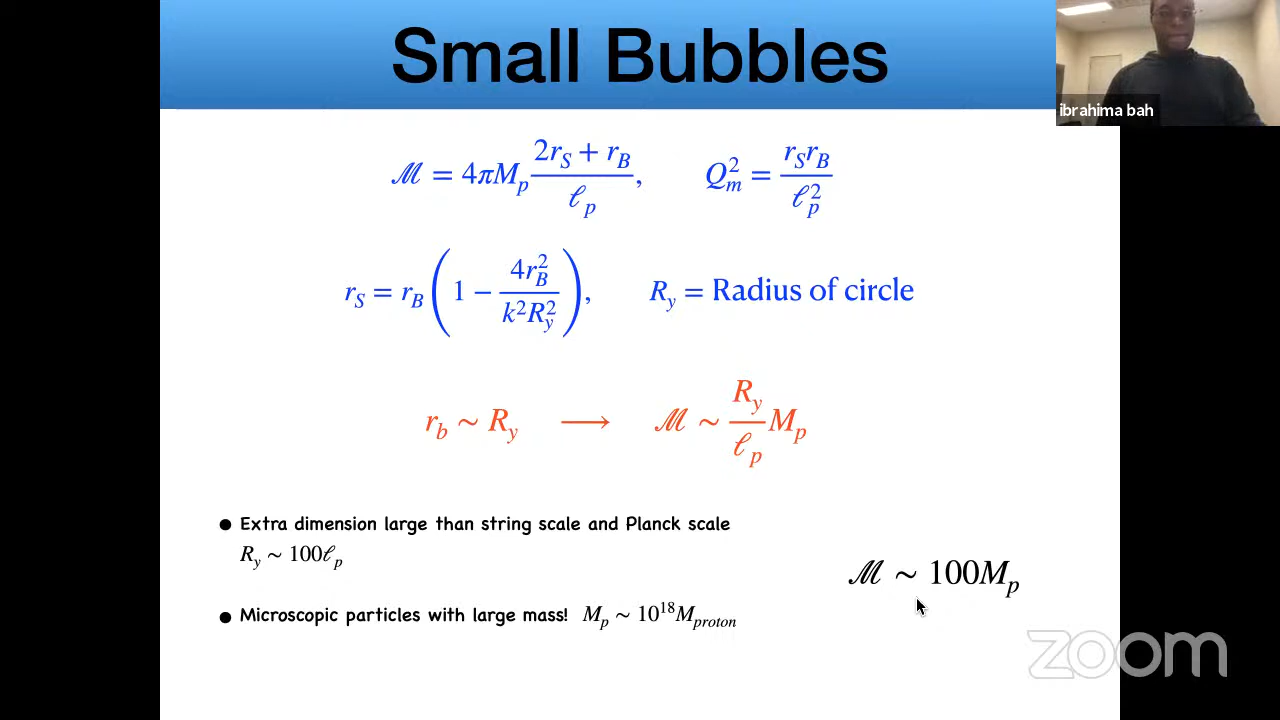 Small Bubbles
ibrahima bah
ℳ = 4πM_p (2r_S + r_B)/ℓ_p, Q_m^2 = r_S r_B/ℓ_p^2
r_S = r_B (1 − 4r_B^2/(k^2 R_y^2)), R_y = Radius of circle
r_b ∼ R_y ⟶ ℳ ∼ (R_y/ℓ_p) M_p
● Extra dimension large than string scale and Planck scale
R_y ∼ 100ℓ_p
ℳ ∼ 100M_p
● Microscopic particles with large mass! M_p ∼ 10^18 M_proton
zoom